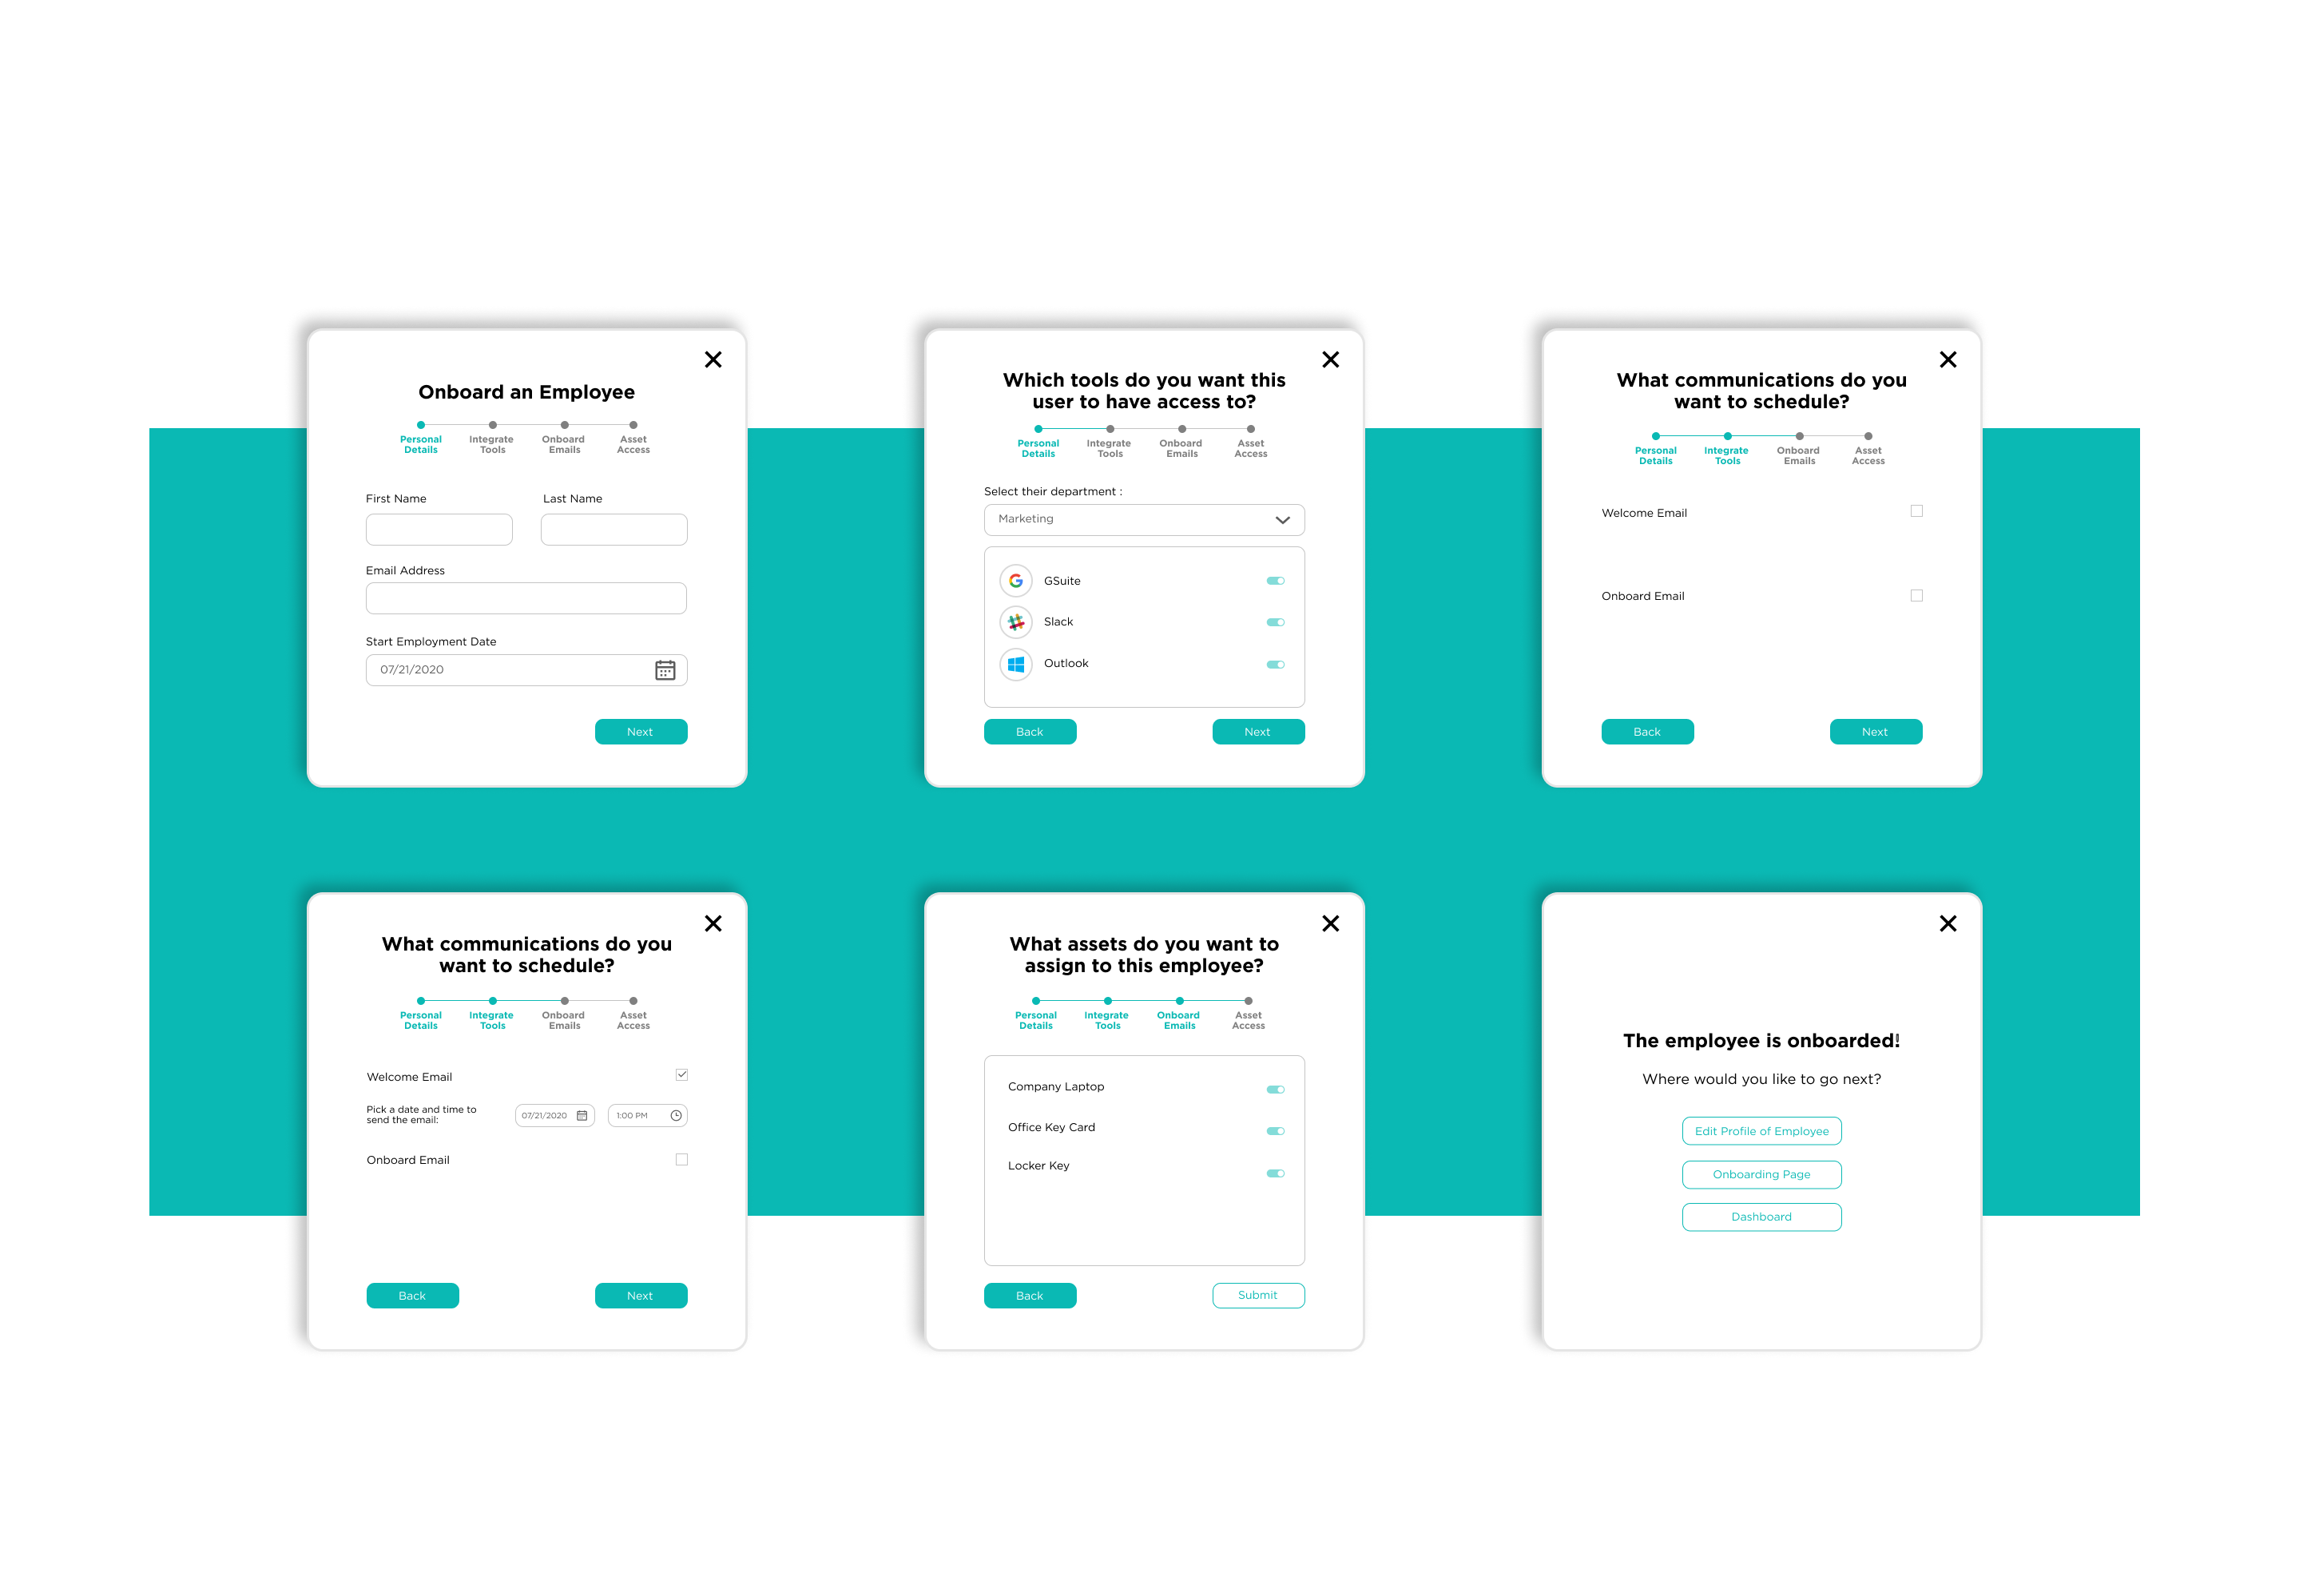 Onboard an Employee
Personal Details
Integrate Tools
Onboard Emails
Asset Access
First Name
Last Name
Email Address
Start Employment Date
07/21/2020
Next
Which tools do you want this
user to have access to?
Personal Details
Integrate Tools
Onboard Emails
Asset Access
Select their department :
Marketing
GSuite
Slack
Outlook
Back
Next
What communications do you
want to schedule?
Personal Details
Integrate Tools
Onboard Emails
Asset Access
Welcome Email
Onboard Email
Back
Next
What communications do you
want to schedule?
Personal Details
Integrate Tools
Onboard Emails
Asset Access
Welcome Email
Pick a date and time to
send the email:
07/21/2020
1:00 PM
Onboard Email
Back
Next
What assets do you want to
assign to this employee?
Personal Details
Integrate Tools
Onboard Emails
Asset Access
Company Laptop
Office Key Card
Locker Key
Back
Submit
The employee is onboarded!
Where would you like to go next?
Edit Profile of Employee
Onboarding Page
Dashboard